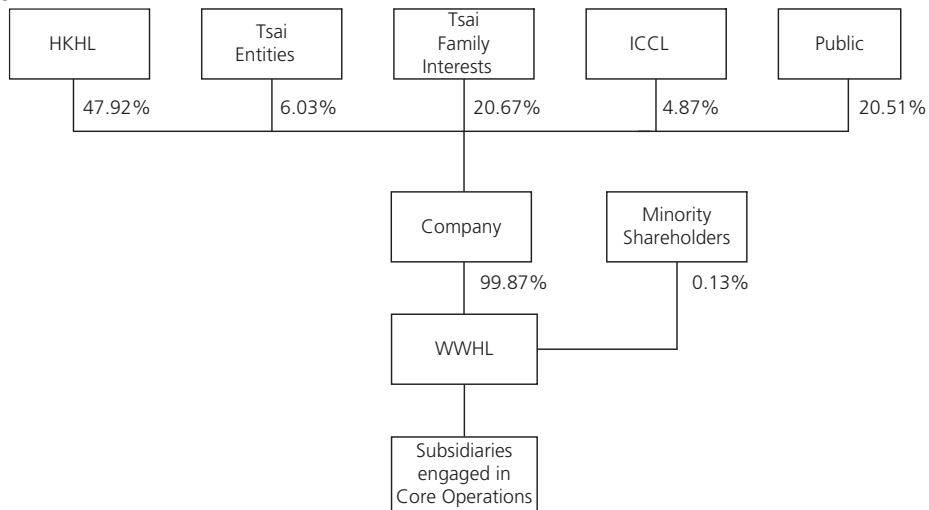 HKHL
Tsai
Entities
Tsai
Family
Interests
ICCL
Public
47.92%
6.03%
20.67%
4.87%
20.51%
Company
Minority
Shareholders
99.87%
0.13%
WWHL
Subsidiaries
engaged in
Core Operations